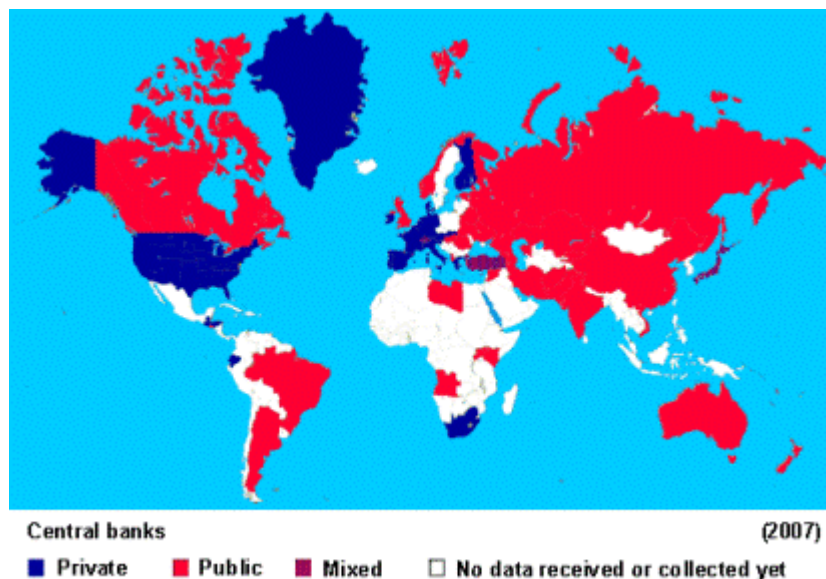 Central banks (2007)
Private Public Mixed No data received or collected yet